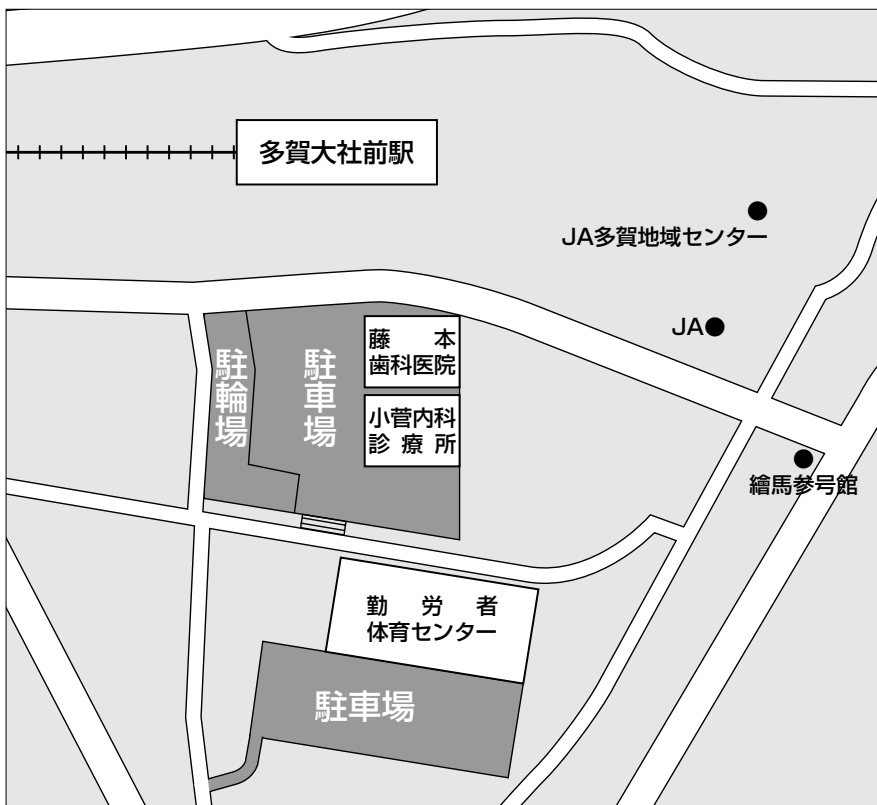 多賀大社前駅
JA多賀地域センター
JA
藤本
歯科医院
駐輪場
駐車場
小菅内科
診療所
繪馬参号館
勤労者
体育センター
駐車場